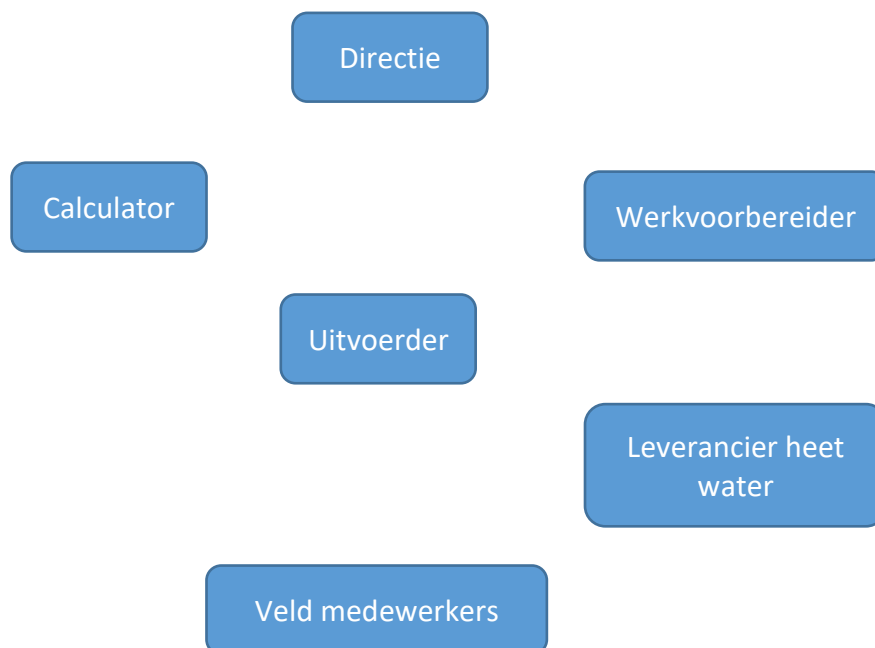 Directie
Calculator
Werkvoorbereider
Uitvoerder
Leverancier heet
water
Veld medewerkers